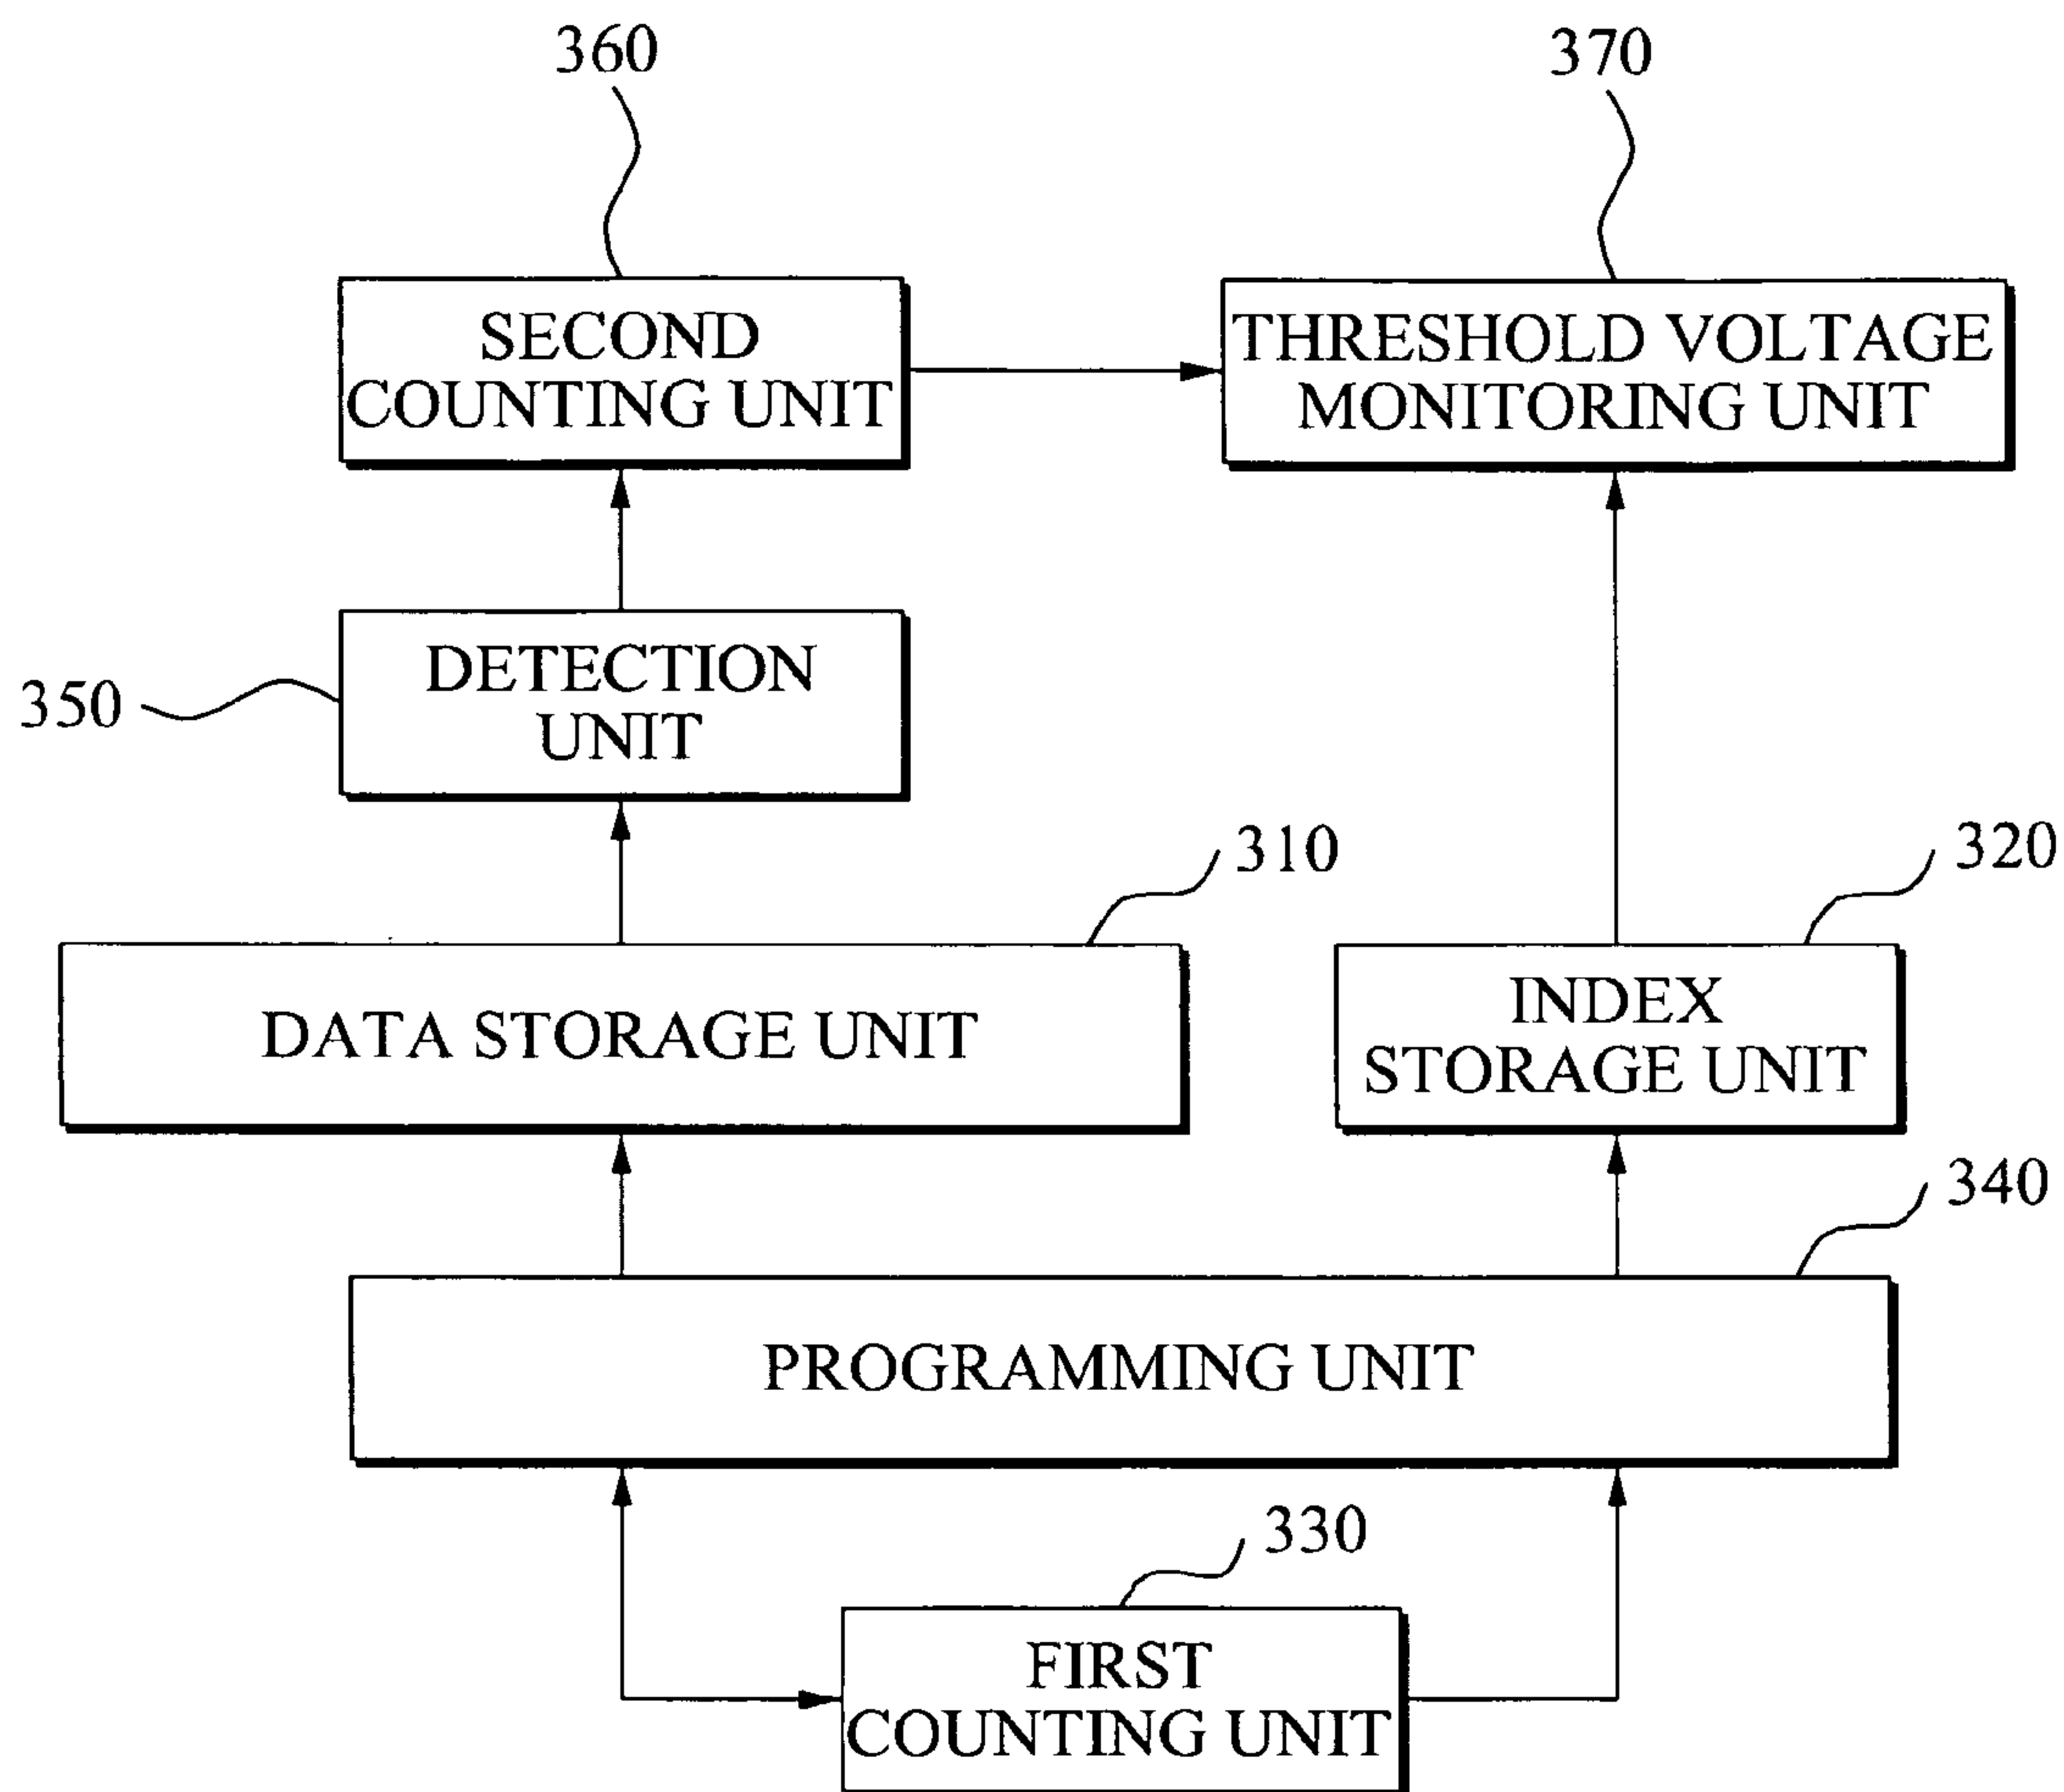 360
370
SECOND
COUNTING UNIT
THRESHOLD VOLTAGE
MONITORING UNIT
350
DETECTION
UNIT
310
320
DATA STORAGE UNIT
INDEX
STORAGE UNIT
340
PROGRAMMING UNIT
330
FIRST
COUNTING UNIT